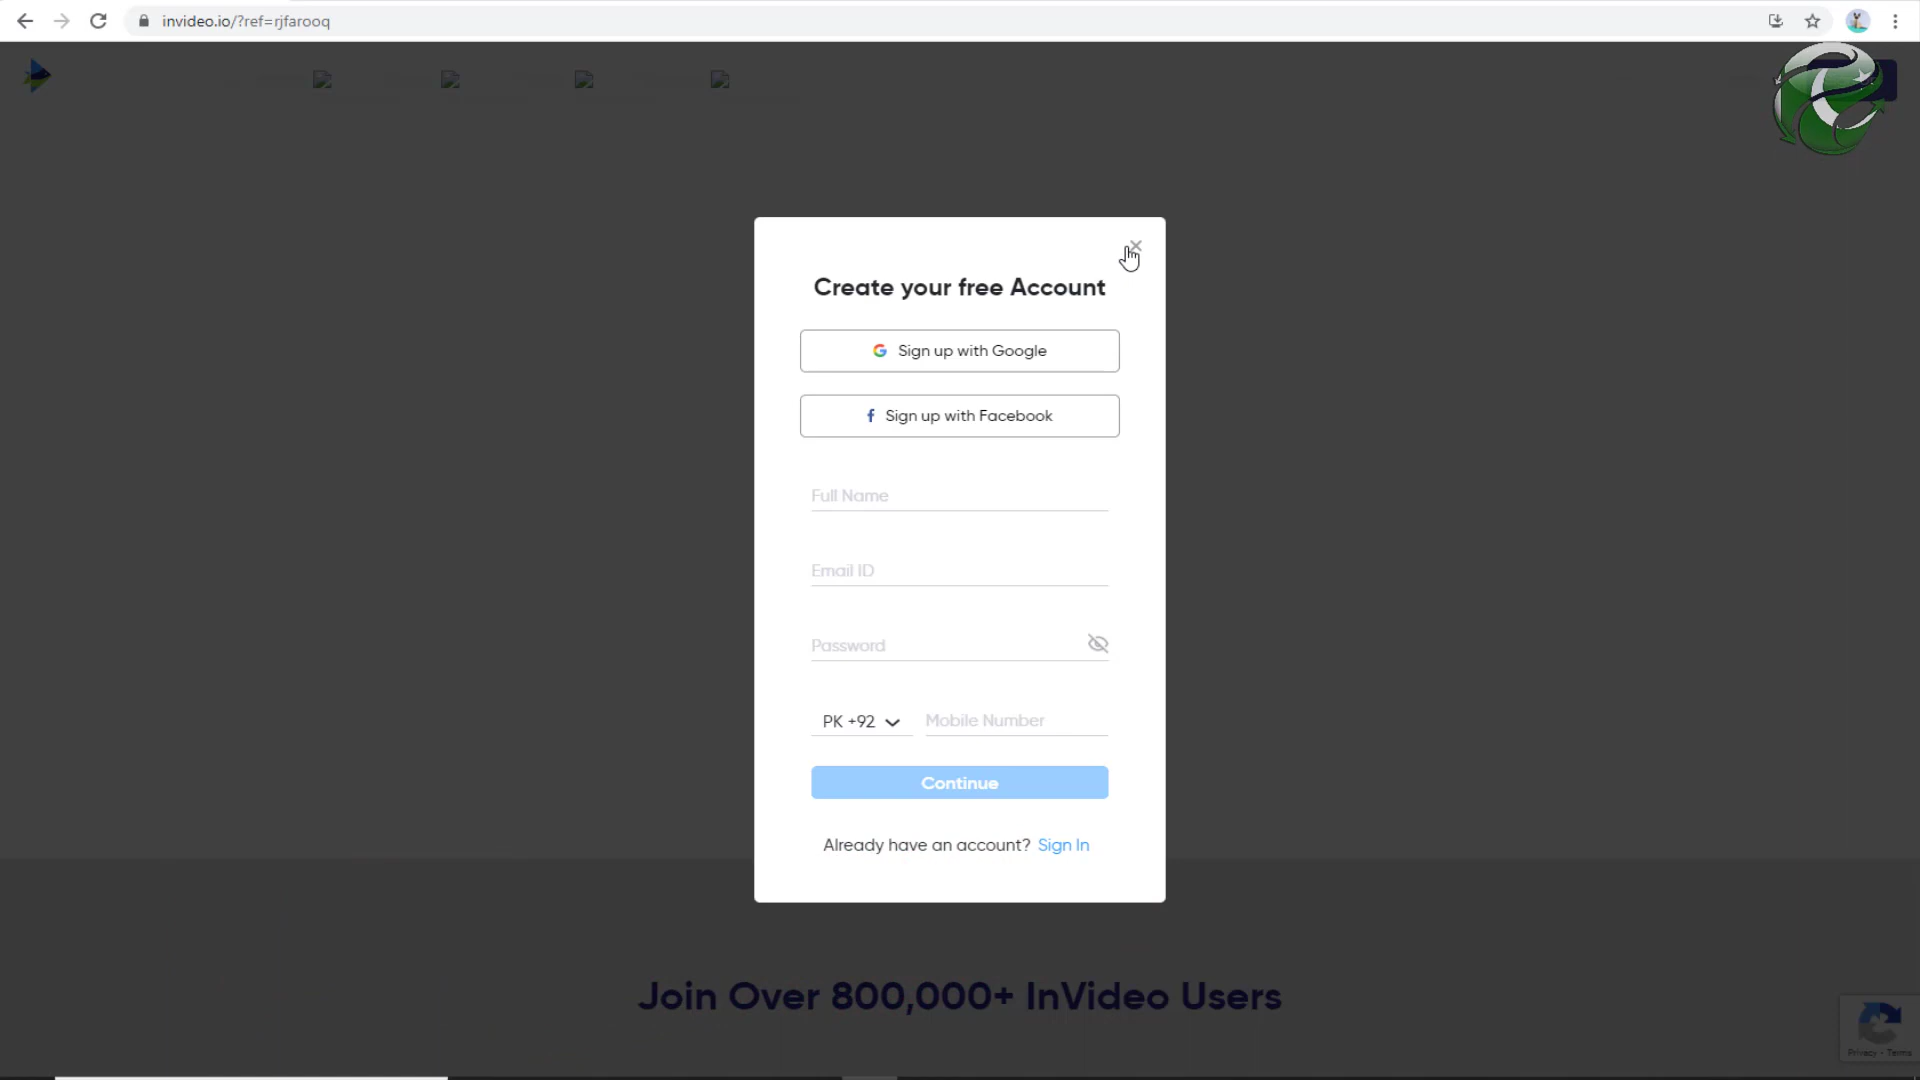 invideo.io/?ref=rjfarooq
Create your free Account
Sign up with Google
Sign up with Facebook
Full Name
Email ID
Password
PK +92
Mobile Number
Continue
Already have an account? Sign In
Join Over 800,000+ InVideo Users
Privacy - Terms